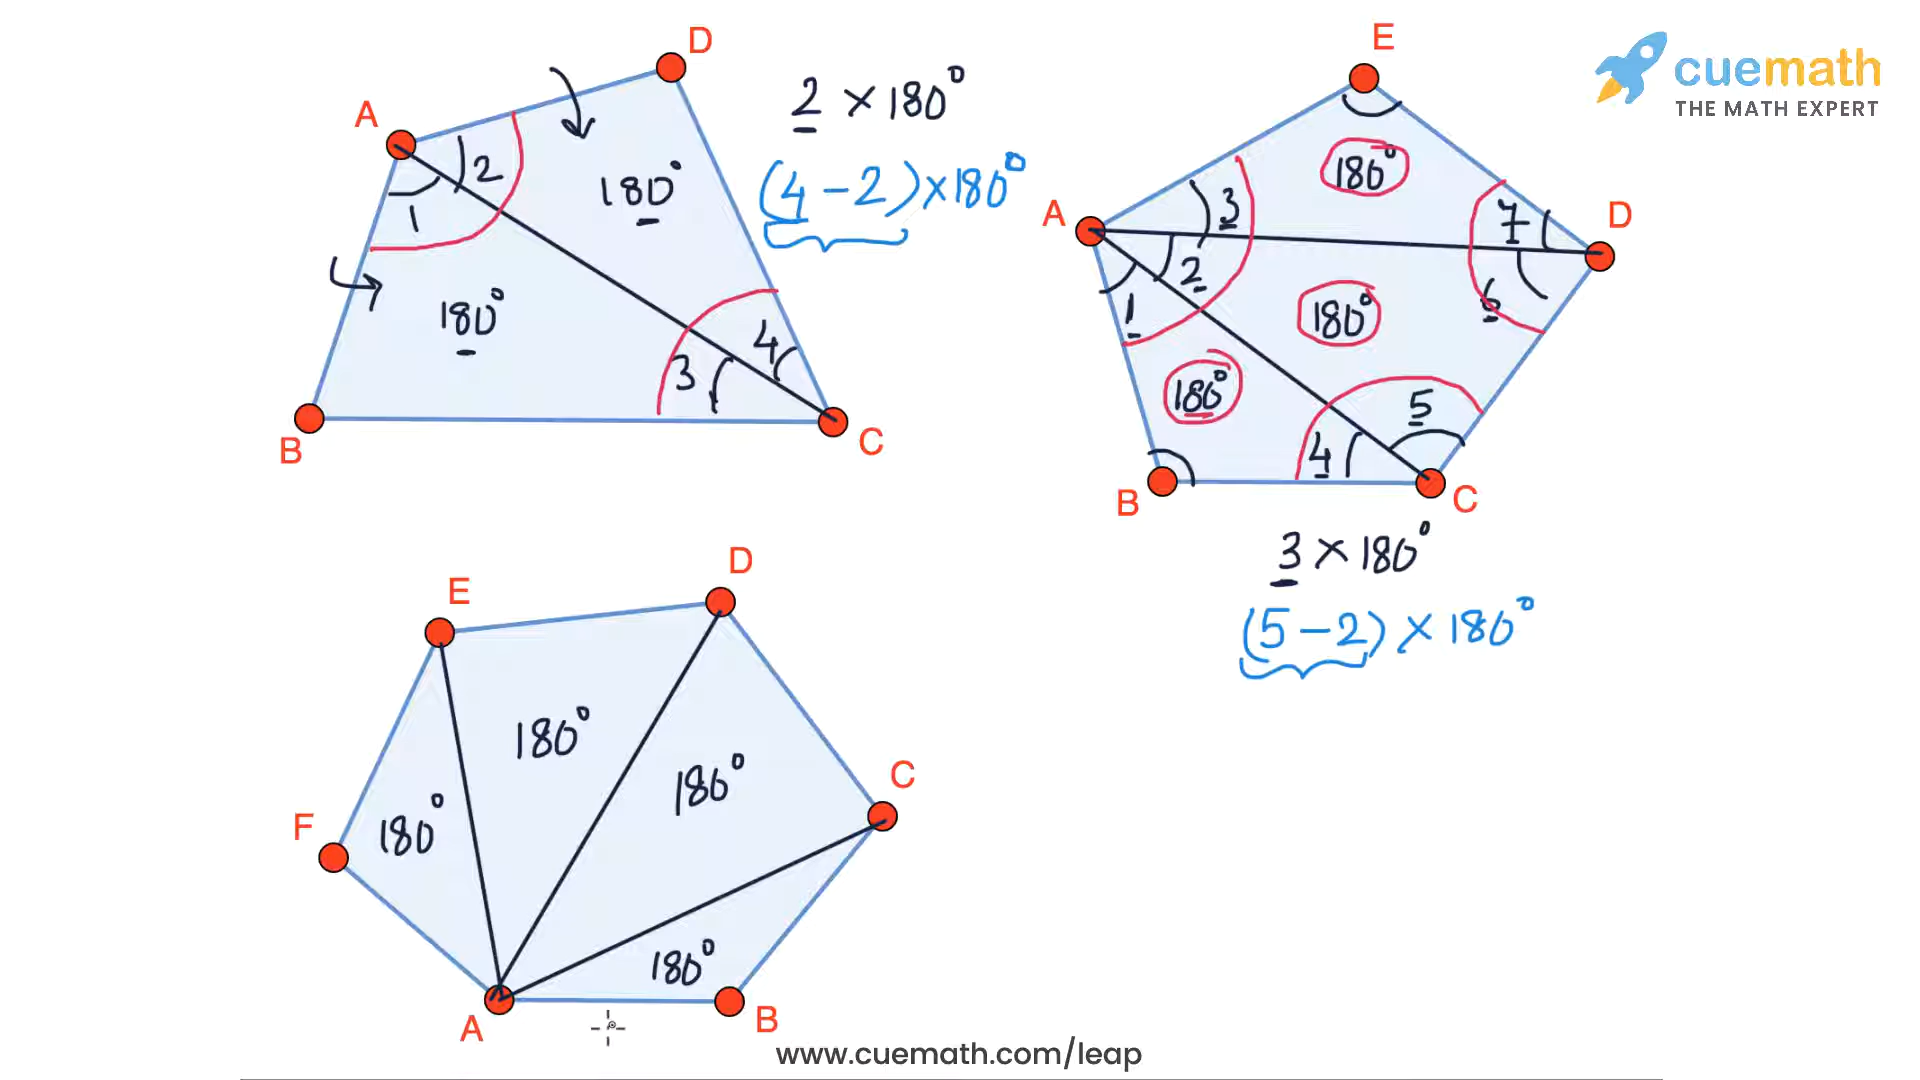 D
A
2 × 180°
(4 – 2) × 180°
2
1
180°
180°
4
3
B
C
E
cuemath
THE MATH EXPERT
180°
A
3
7
D
2
6
1
180°
180°
5
4
B
C
3 × 180°
(5 – 2) × 180°
D
E
180°
180°
C
F
180°
180°
A
B
www.cuemath.com/leap